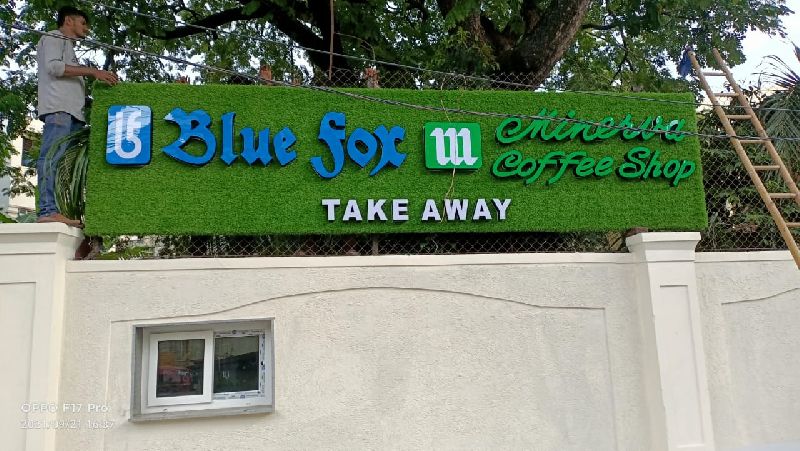 bf Blue Fox m Minerva
Coffee Shop
TAKE AWAY
OPPO F17 Pro
2021/09/21 16:37